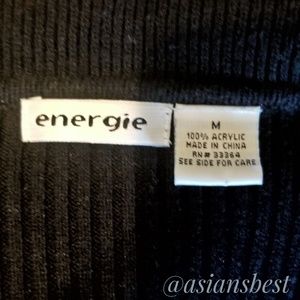 energie
M
100% ACRYLIC
MADE IN CHINA
RN# 33364
SEE SIDE FOR CARE
@asiansbest